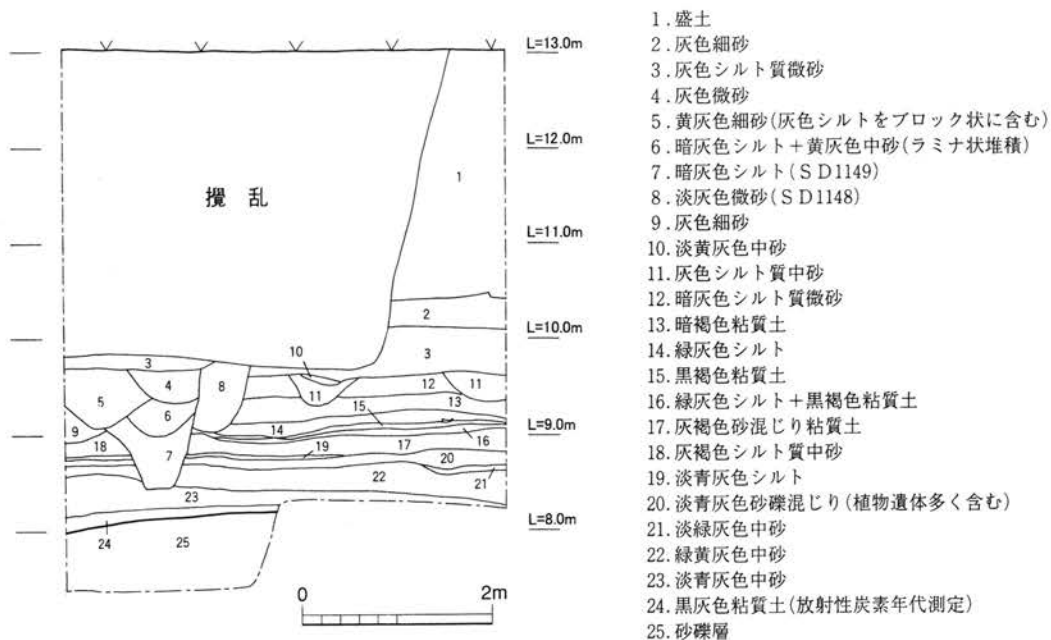 L=13.0m
L=12.0m
L=11.0m
L=10.0m
L=9.0m
L=8.0m
攪 乱
1
2
3
3
10
4
8
11
12
11
5
6
15
13
9
14
16
18
7
19
17
20
22
21
23
24
25
0 2m
1.盛土
2.灰色細砂
3.灰色シルト質微砂
4.灰色微砂
5.黄灰色細砂(灰色シルトをブロック状に含む)
6.暗灰色シルト+黄灰色中砂(ラミナ状堆積)
7.暗灰色シルト(SD1149)
8.淡灰色微砂(SD1148)
9.灰色細砂
10.淡黄灰色中砂
11.灰色シルト質中砂
12.暗灰色シルト質微砂
13.暗褐色粘質土
14.緑灰色シルト
15.黒褐色粘質土
16.緑灰色シルト+黒褐色粘質土
17.灰褐色砂混じり粘質土
18.灰褐色シルト質中砂
19.淡青灰色シルト
20.淡青灰色砂礫混じり(植物遺体多く含む)
21.淡緑灰色中砂
22.緑黄灰色中砂
23.淡青灰色中砂
24.黒灰色粘質土(放射性炭素年代測定)
25.砂礫層